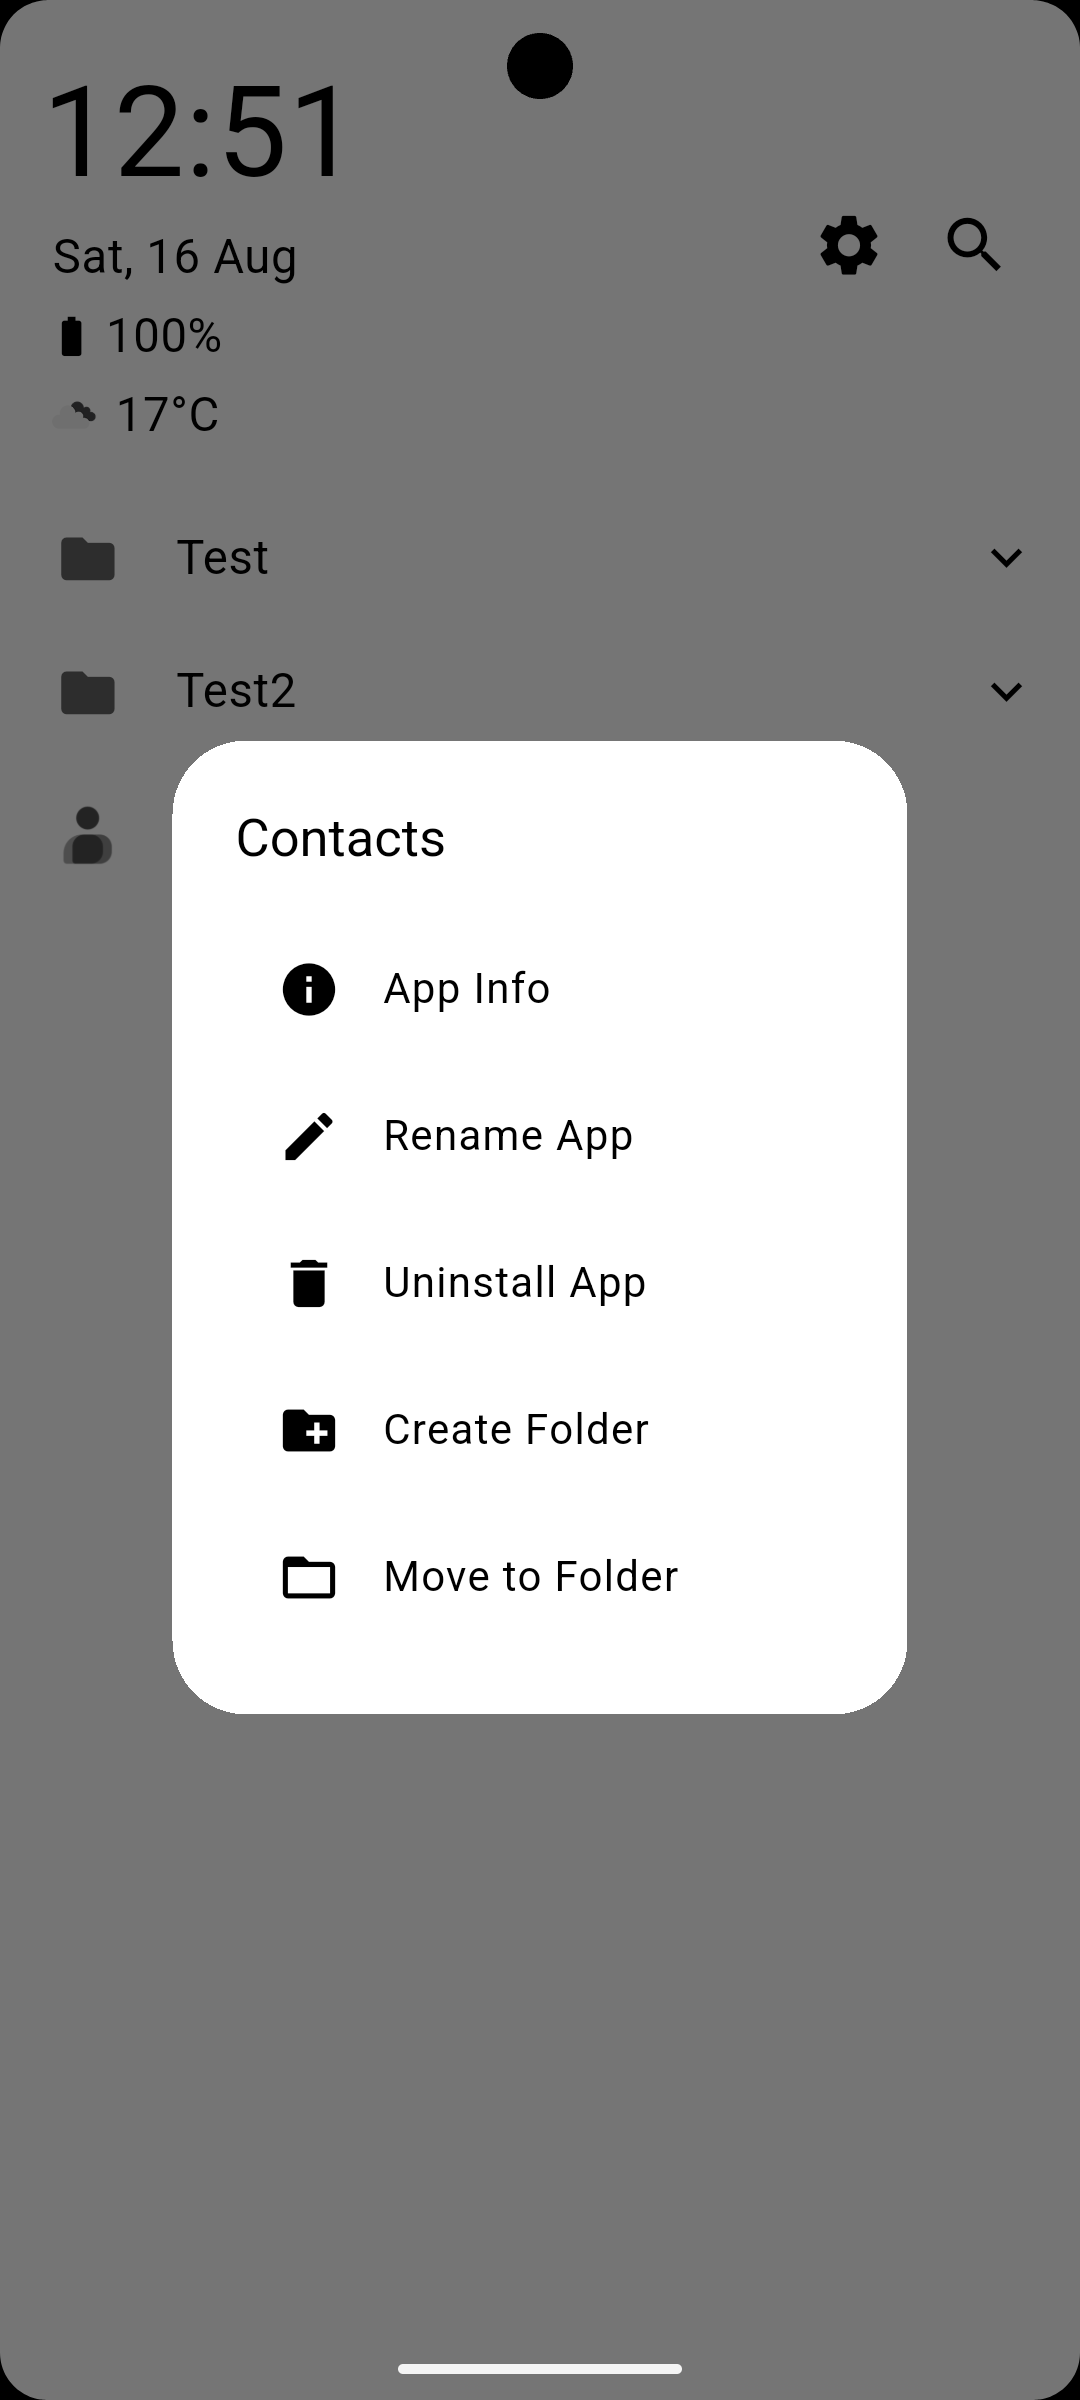 12:51
Sat, 16 Aug
100%
17°C
Test
Test2
Contacts
App Info
Rename App
Uninstall App
Create Folder
Move to Folder